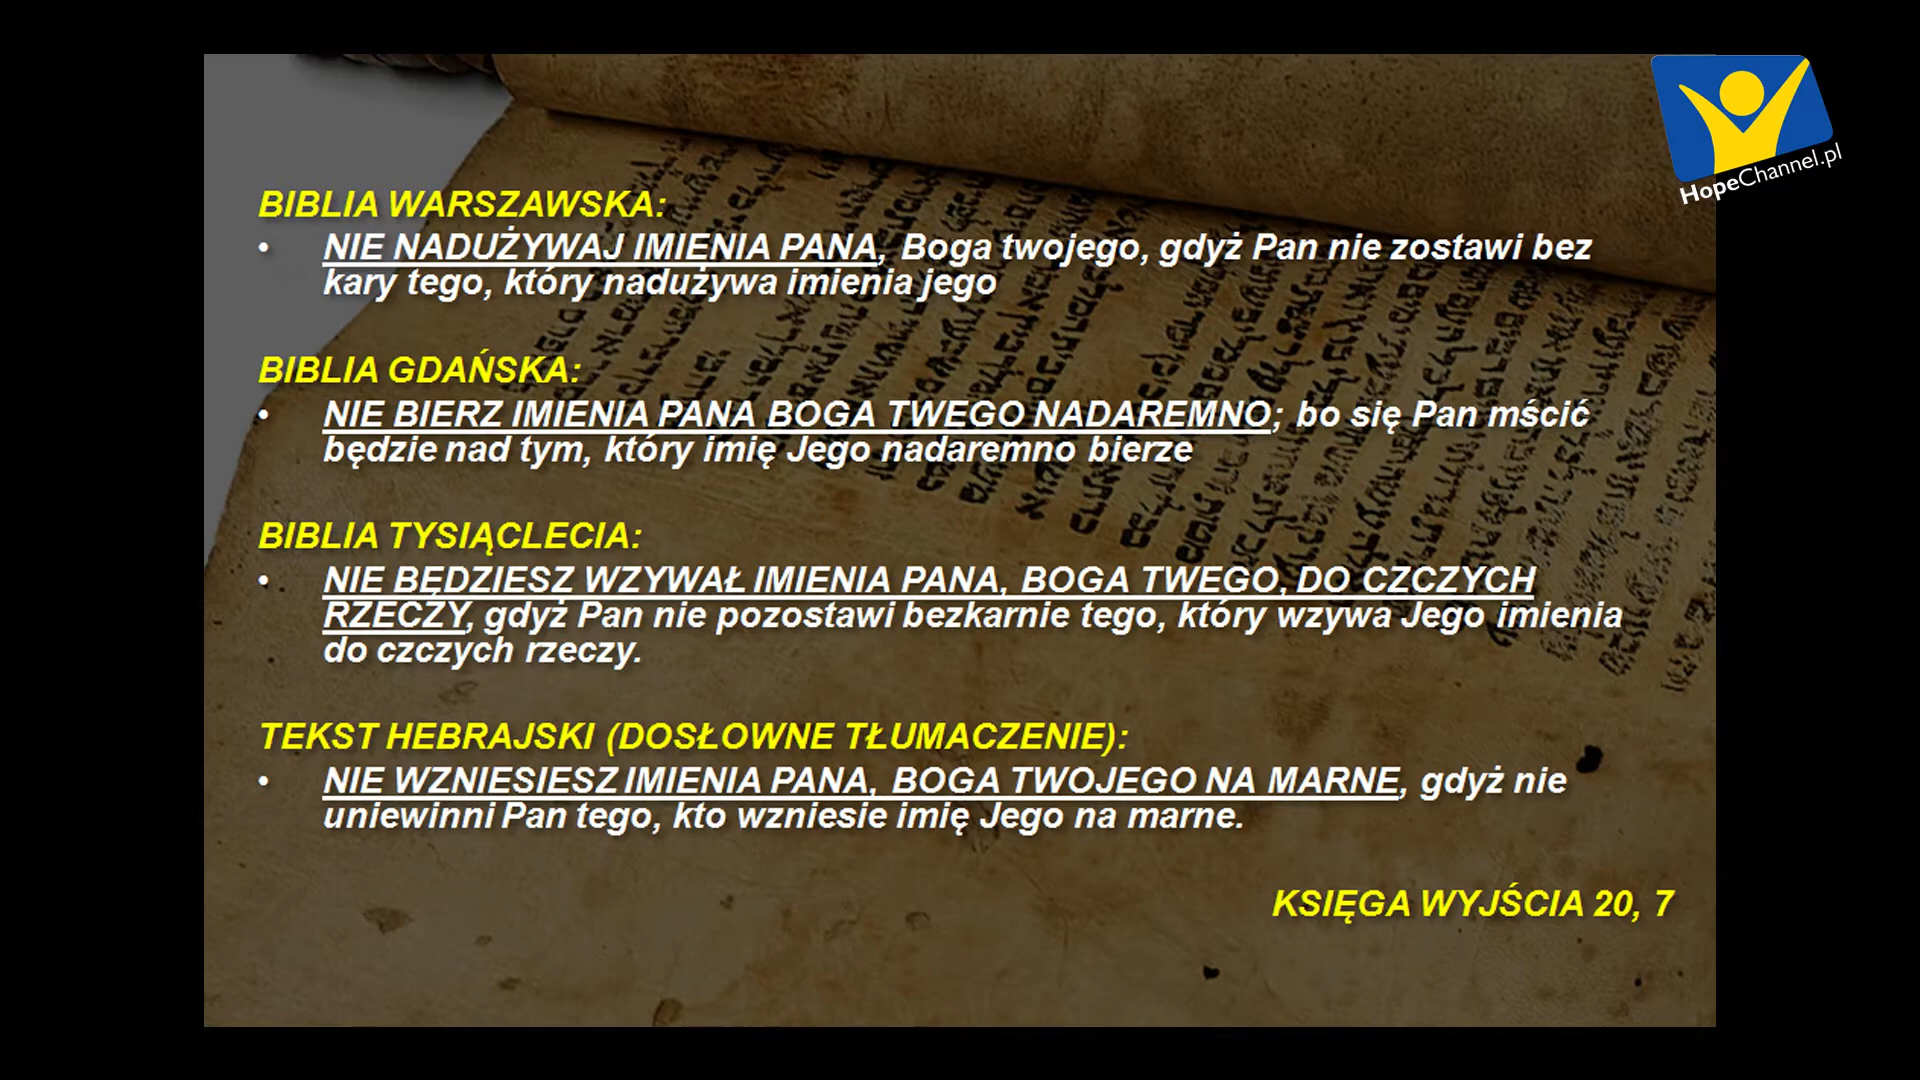 HopeChannel.pl
BIBLIA WARSZAWSKA:
• NIE NADUŻYWAJ IMIENIA PANA, Boga twojego, gdyż Pan nie zostawi bez
kary tego, który nadużywa imienia jego
BIBLIA GDAŃSKA:
• NIE BIERZ IMIENIA PANA BOGA TWEGO NADAREMNO; bo się Pan mścić
będzie nad tym, który imię Jego nadaremno bierze
BIBLIA TYSIĄCLECIA:
• NIE BĘDZIESZ WZYWAŁ IMIENIA PANA, BOGA TWEGO, DO CZCZYCH
RZECZY, gdyż Pan nie pozostawi bezkarnie tego, który wzywa Jego imienia
do czczych rzeczy.
TEKST HEBRAJSKI (DOSŁOWNE TŁUMACZENIE):
• NIE WZNIESIESZ IMIENIA PANA, BOGA TWOJEGO NA MARNE, gdyż nie
uniewinni Pan tego, kto wzniesie imię Jego na marne.
KSIĘGA WYJŚCIA 20, 7